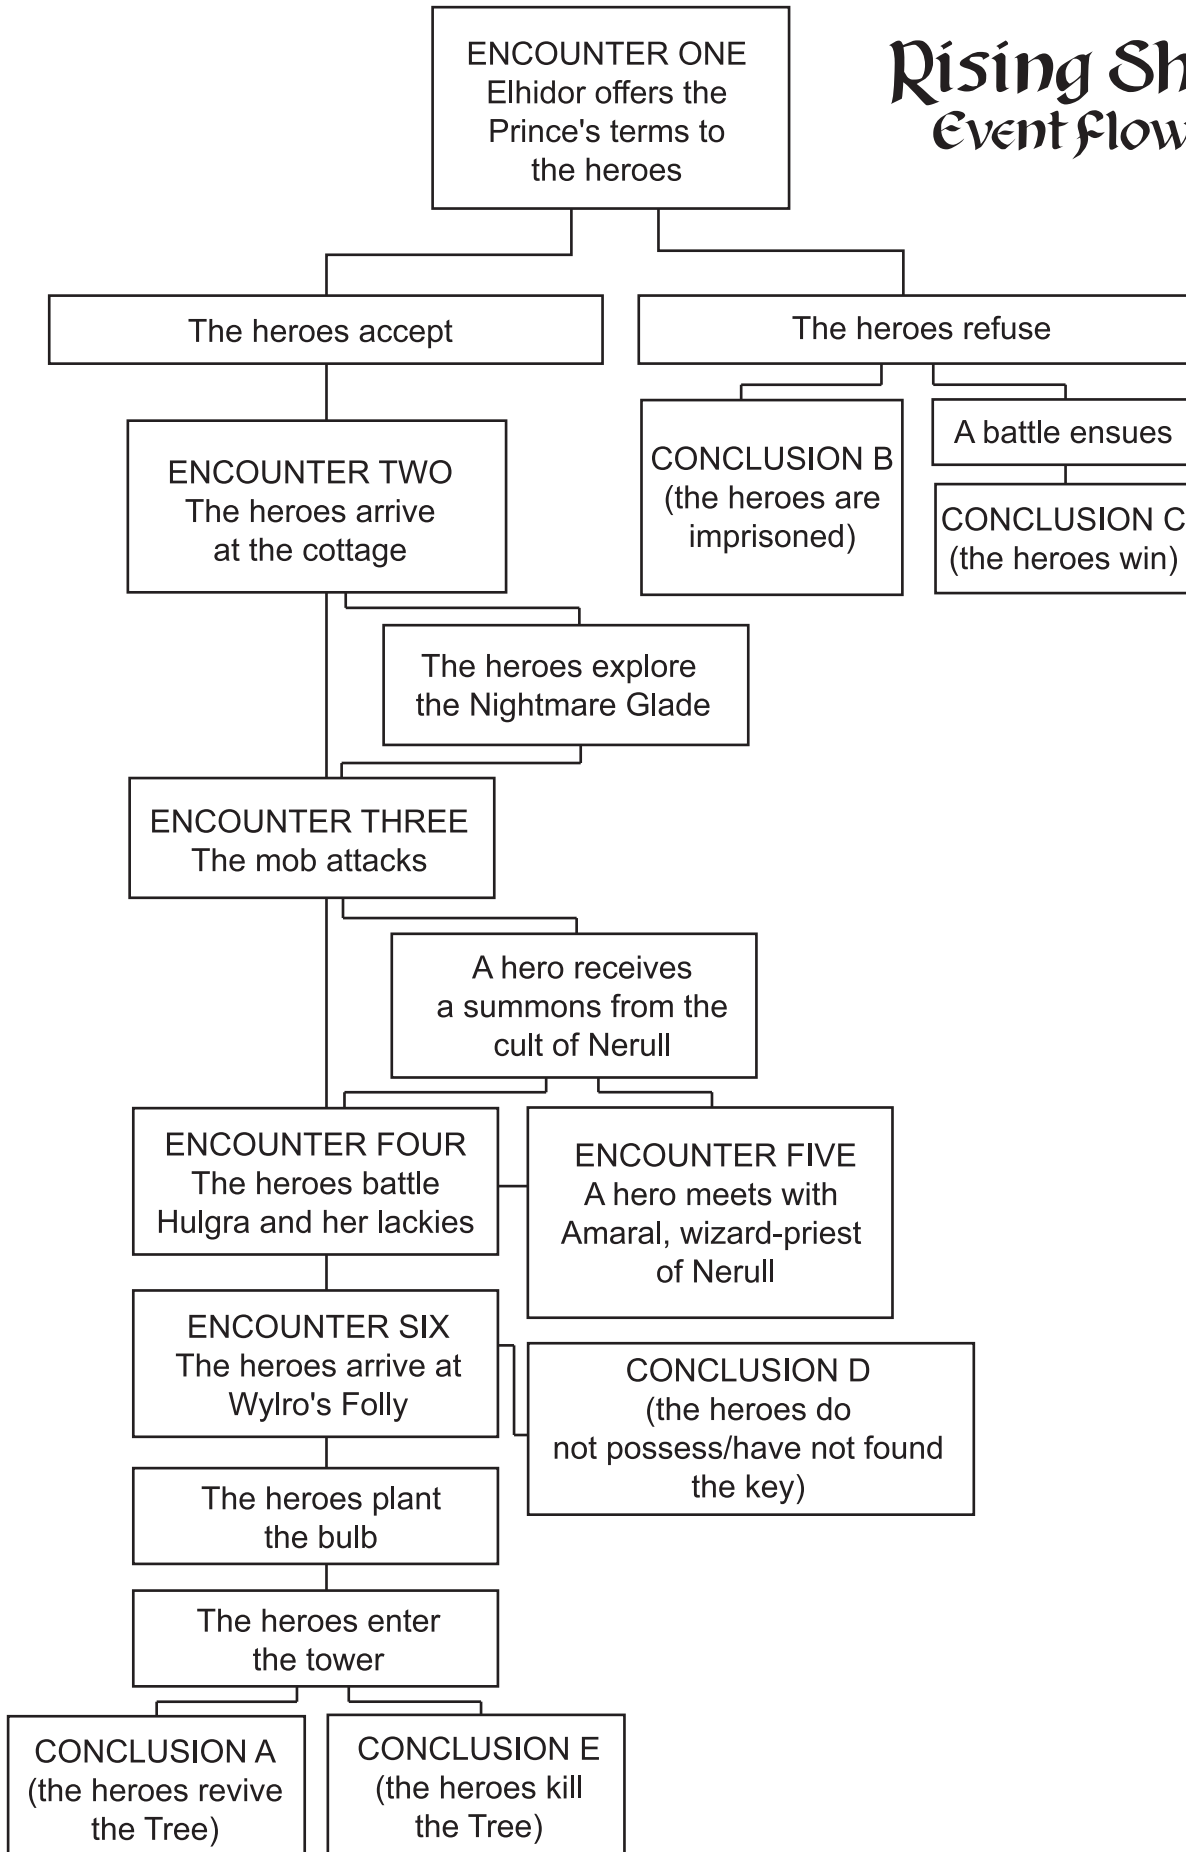 ENCOUNTER ONE
Elhidor offers the
Prince's terms to
the heroes
Rising Sh
Event Flow
The heroes accept
The heroes refuse
ENCOUNTER TWO
The heroes arrive
at the cottage
CONCLUSION B
(the heroes are
imprisoned)
A battle ensues
CONCLUSION C
(the heroes win)
The heroes explore
the Nightmare Glade
ENCOUNTER THREE
The mob attacks
A hero receives
a summons from the
cult of Nerull
ENCOUNTER FOUR
The heroes battle
Hulgra and her lackies
ENCOUNTER FIVE
A hero meets with
Amaral, wizard-priest
of Nerull
ENCOUNTER SIX
The heroes arrive at
Wylro's Folly
CONCLUSION D
(the heroes do
not possess/have not found
the key)
The heroes plant
the bulb
The heroes enter
the tower
CONCLUSION A
(the heroes revive
the Tree)
CONCLUSION E
(the heroes kill
the Tree)